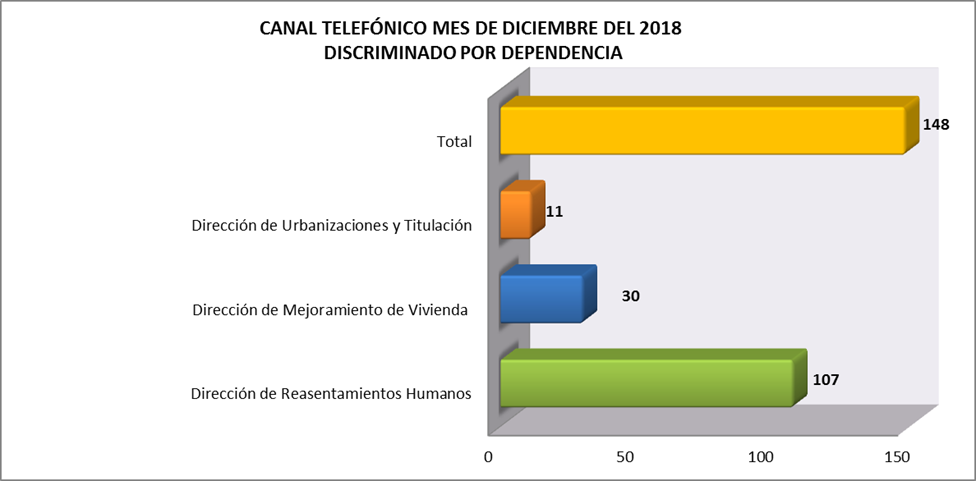 CANAL TELEFÓNICO MES DE DICIEMBRE DEL 2018
DISCRIMINADO POR DEPENDENCIA
Total
148
Dirección de Urbanizaciones y Titulación
11
Dirección de Mejoramiento de Vivienda
30
Dirección de Reasentamientos Humanos
107
0 50 100 150